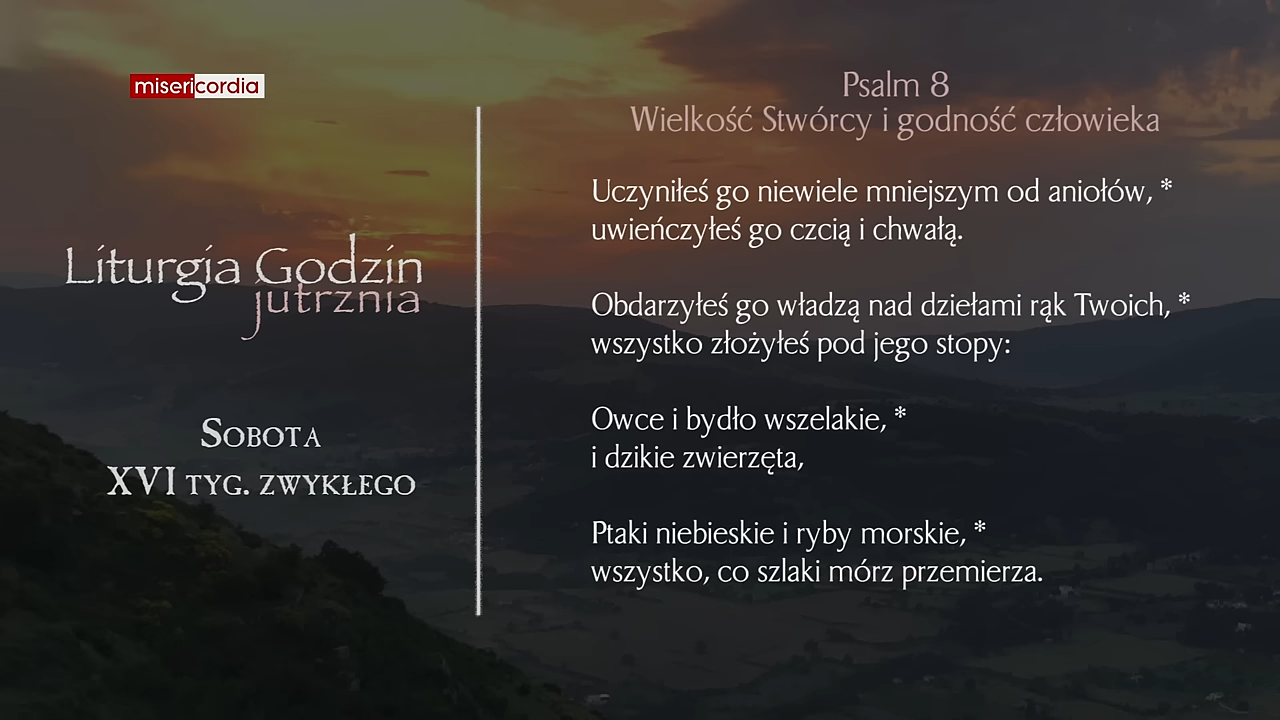 misericordia
Liturgia Godzin
jutrznia
Sobota
XVI tyg. zwykłego
Psalm 8
Wielkość Stwórcy i godność człowieka
Uczyniłeś go niewiele mniejszym od aniołów, *
uwieńczyłeś go czcią i chwałą.
Obdarzyłeś go władzą nad dziełami rąk Twoich, *
wszystko złożyłeś pod jego stopy:
Owce i bydło wszelakie, *
i dzikie zwierzęta,
Ptaki niebieskie i ryby morskie, *
wszystko, co szlaki mórz przemierza.